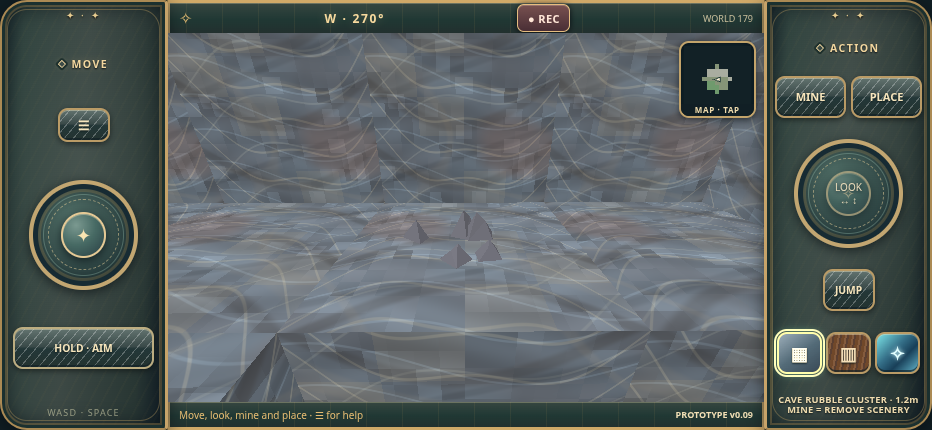 MOVE
☰
HOLD · AIM
WASD · SPACE
W · 270°
● REC
WORLD 179
MAP · TAP
Move, look, mine and place · ☰ for help
PROTOTYPE v0.09
ACTION
MINE
PLACE
LOOK
↔ ↕
JUMP
CAVE RUBBLE CLUSTER · 1.2m
MINE = REMOVE SCENERY